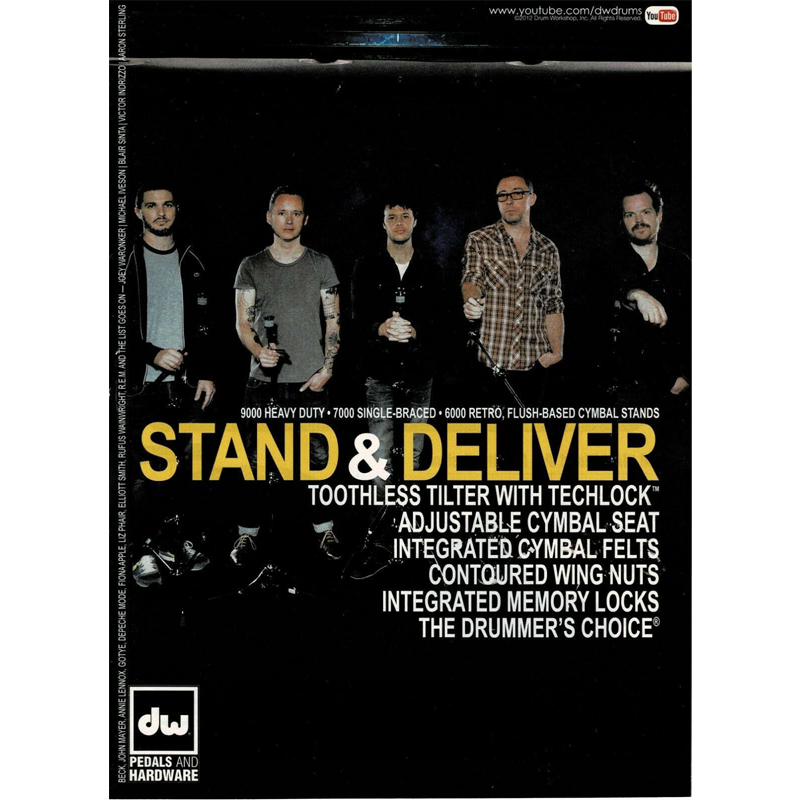 www.youtube.com/dwdrums
©2012 Drum Workshop, Inc. All Rights Reserved.
You Tube
BECK, JOHN MAYER, ANNIE LENNOX, GOTYE, DEPECHE MODE, FIONA APPLE, LIZ PHAIR, ELLIOTT SMITH, RUFUS WAINWRIGHT, R.E.M. AND THE LIST GOES ON — JOEY WARONKER | MICHAEL IVESON | BLAIR SINTA | VICTOR INDRIZZO | AARON STERLING
9000 HEAVY DUTY • 7000 SINGLE-BRACED • 6000 RETRO, FLUSH-BASED CYMBAL STANDS
STAND & DELIVER
TOOTHLESS TILTER WITH TECHLOCK™
ADJUSTABLE CYMBAL SEAT
INTEGRATED CYMBAL FELTS
CONTOURED WING NUTS
INTEGRATED MEMORY LOCKS
THE DRUMMER'S CHOICE®
dw
PEDALS AND
HARDWARE